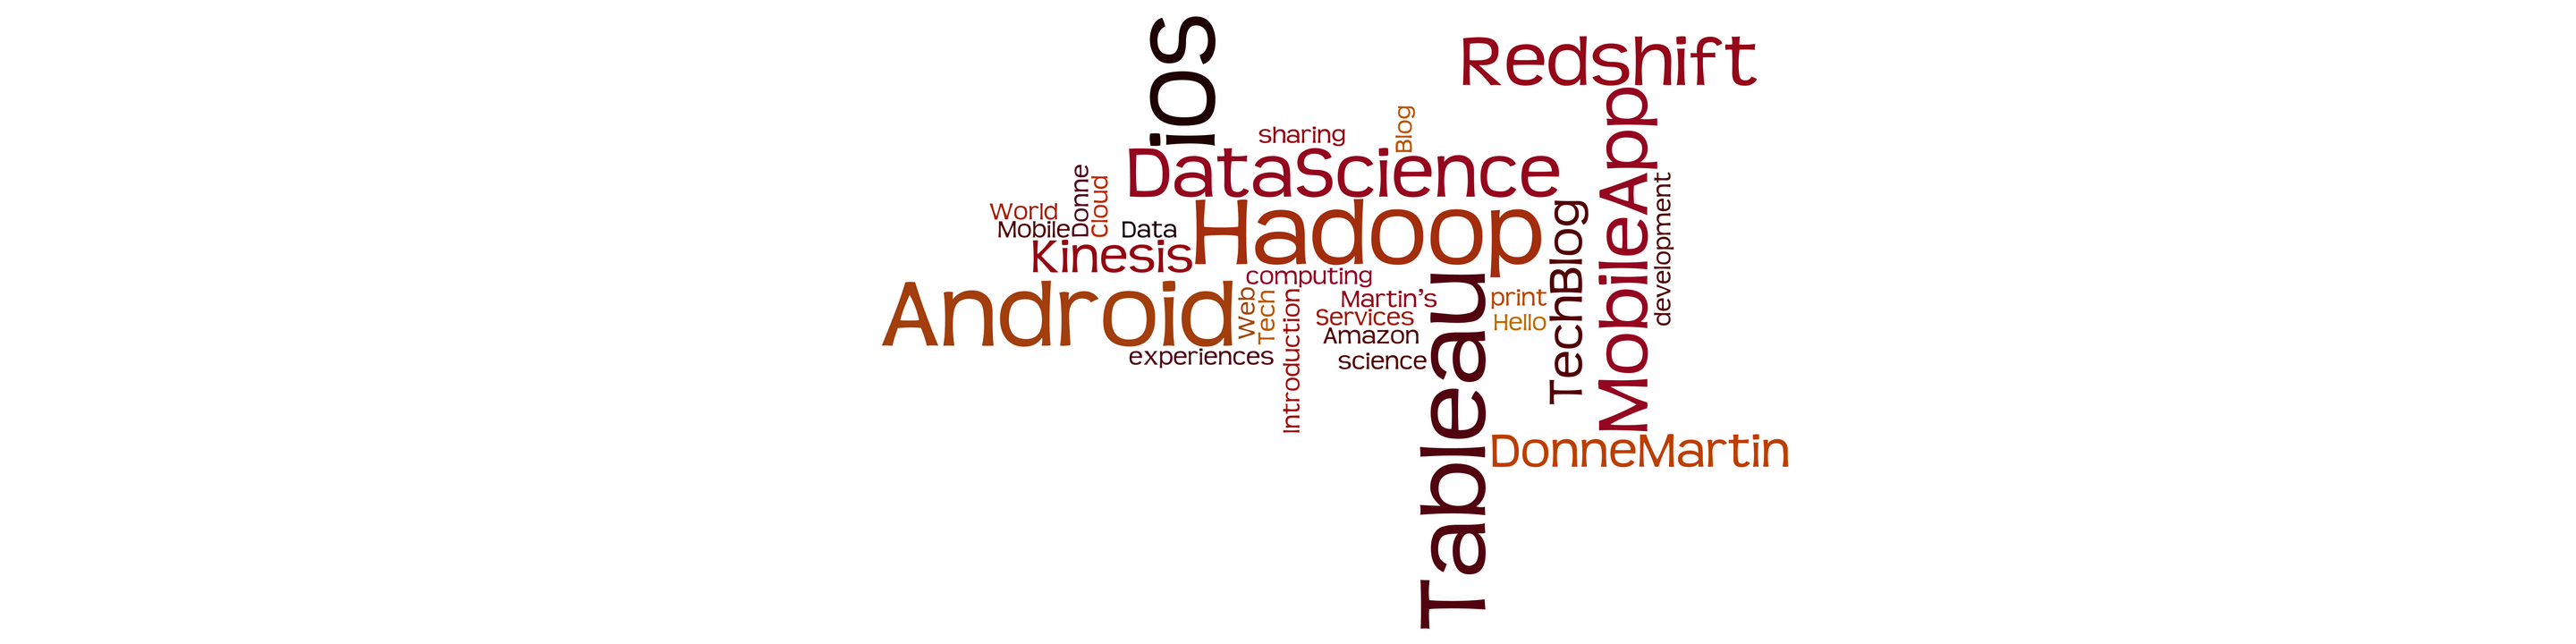 iOS
Redshift
sharing
Blog
DataScience
MobileApp
development
World
Mobile
Donne
Cloud
Data
Hadoop
TechBlog
Kinesis
computing
Android
Web
Tech
Introduction
Martin's
Services
Amazon
science
Tableau
print
Hello
experiences
DonneMartin